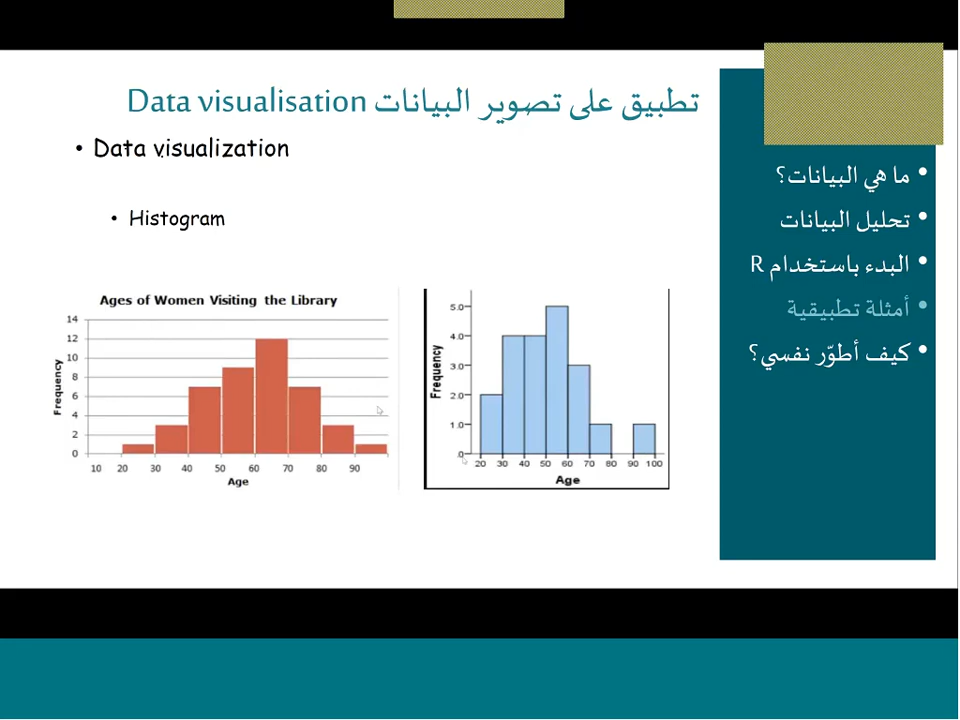 تطبيق على تصوير البيانات Data visualisation
• Data visualization
• Histogram
Ages of Women Visiting the Library
Frequency
14
12
10
8
6
4
2
0
10 20 30 40 50 60 70 80 90
Age
Frequency
5.0
4.0
3.0
2.0
1.0
.0
20 30 40 50 60 70 80 90 100
Age
• ما هي البيانات؟
• تحليل البيانات
• البدء باستخدام R
• أمثلة تطبيقية
• كيف أطوّر نفسي؟